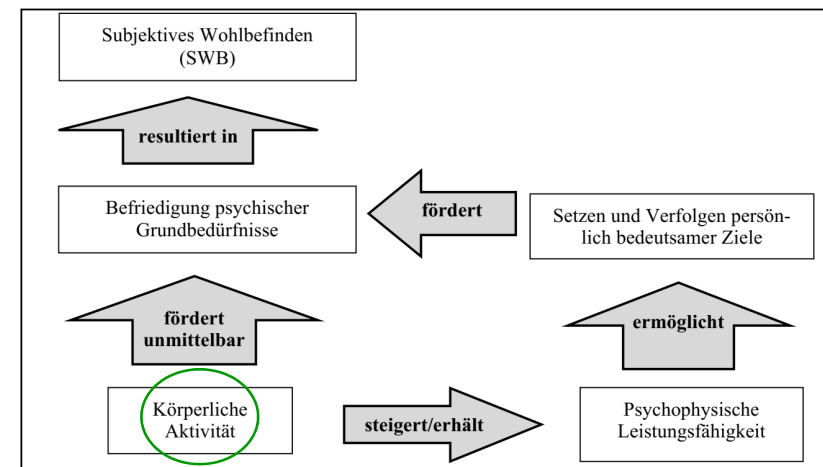 Subjektives Wohlbefinden
(SWB)
resultiert in
Befriedigung psychischer
Grundbedürfnisse
fördert
Setzen und Verfolgen persön-
lich bedeutsamer Ziele
fördert
unmittelbar
ermöglicht
Körperliche
Aktivität
steigert/erhält
Psychophysische
Leistungsfähigkeit